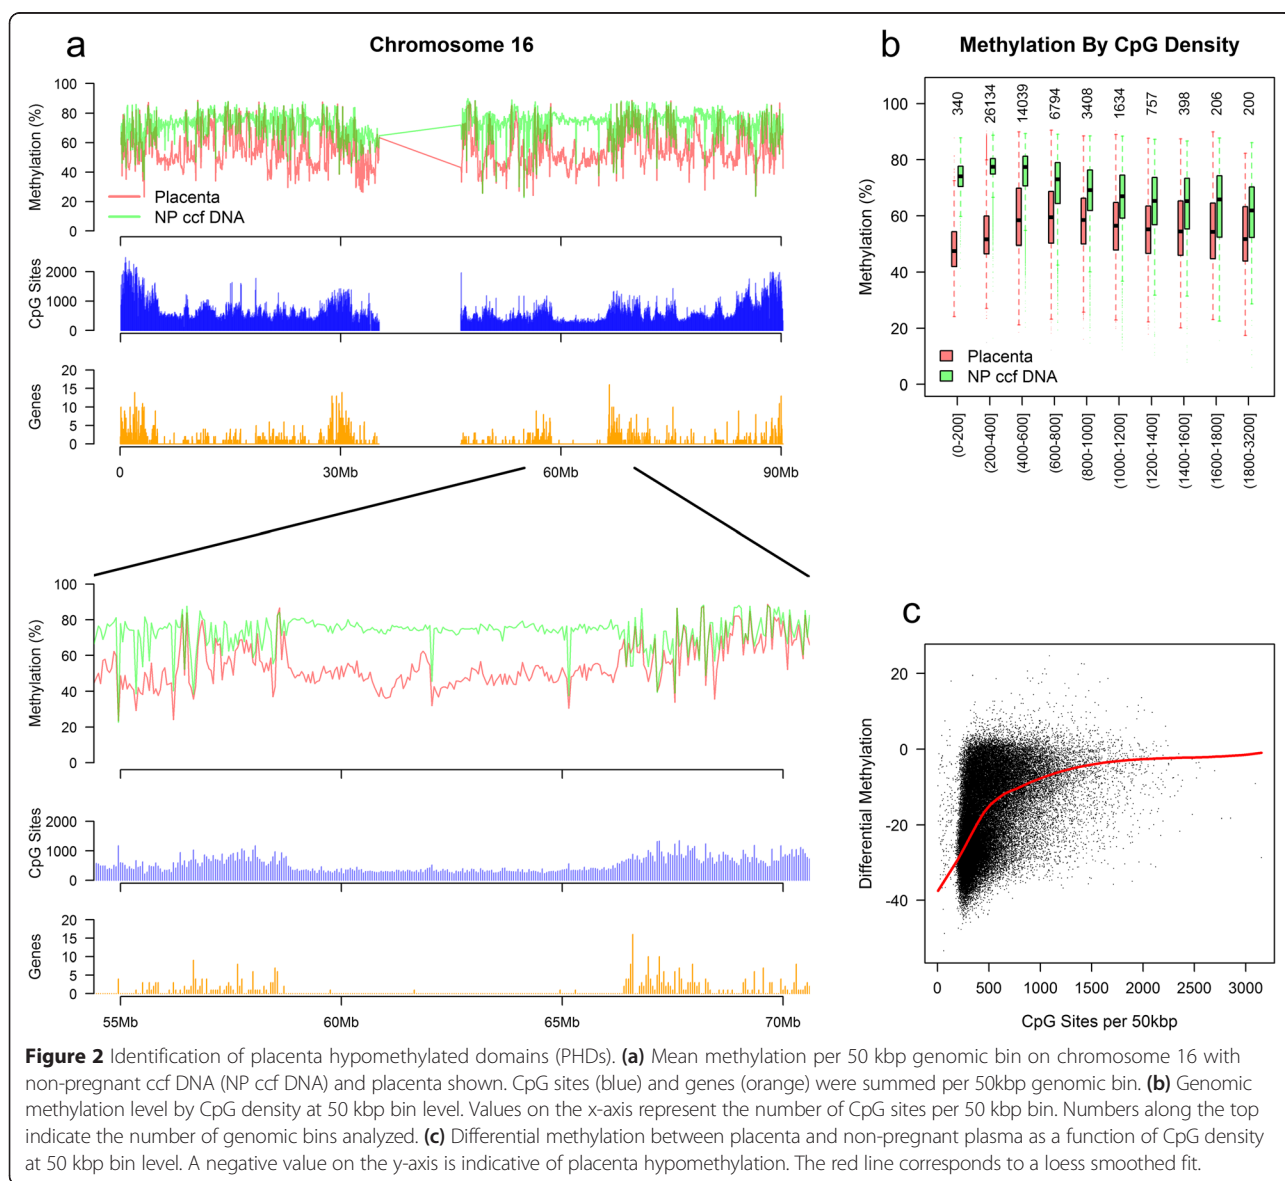 a
Chromosome 16
Methylation (%)
100
80
60
40
20
0
Placenta
NP ccf DNA
CpG Sites
2000
1000
0
Genes
20
15
10
5
0
0
30Mb
60Mb
90Mb
Methylation (%)
100
80
60
40
20
0
CpG Sites
2000
1000
0
Genes
20
15
10
5
0
55Mb
60Mb
65Mb
70Mb
b
Methylation By CpG Density
Methylation (%)
100
80
60
40
20
0
340
26134
14039
6794
3408
1634
757
398
206
200
Placenta
NP ccf DNA
(0-200]
(200-400]
(400-600]
(600-800]
(800-1000]
(1000-1200]
(1200-1400]
(1400-1600]
(1600-1800]
(1800-3200]
c
Differential Methylation
20
0
-20
-40
0
500
1000
1500
2000
2500
3000
CpG Sites per 50kbp
Figure 2 Identification of placenta hypomethylated domains (PHDs). (a) Mean methylation per 50 kbp genomic bin on chromosome 16 with
non-pregnant ccf DNA (NP ccf DNA) and placenta shown. CpG sites (blue) and genes (orange) were summed per 50kbp genomic bin. (b) Genomic
methylation level by CpG density at 50 kbp bin level. Values on the x-axis represent the number of CpG sites per 50 kbp bin. Numbers along the top
indicate the number of genomic bins analyzed. (c) Differential methylation between placenta and non-pregnant plasma as a function of CpG density
at 50 kbp bin level. A negative value on the y-axis is indicative of placenta hypomethylation. The red line corresponds to a loess smoothed fit.